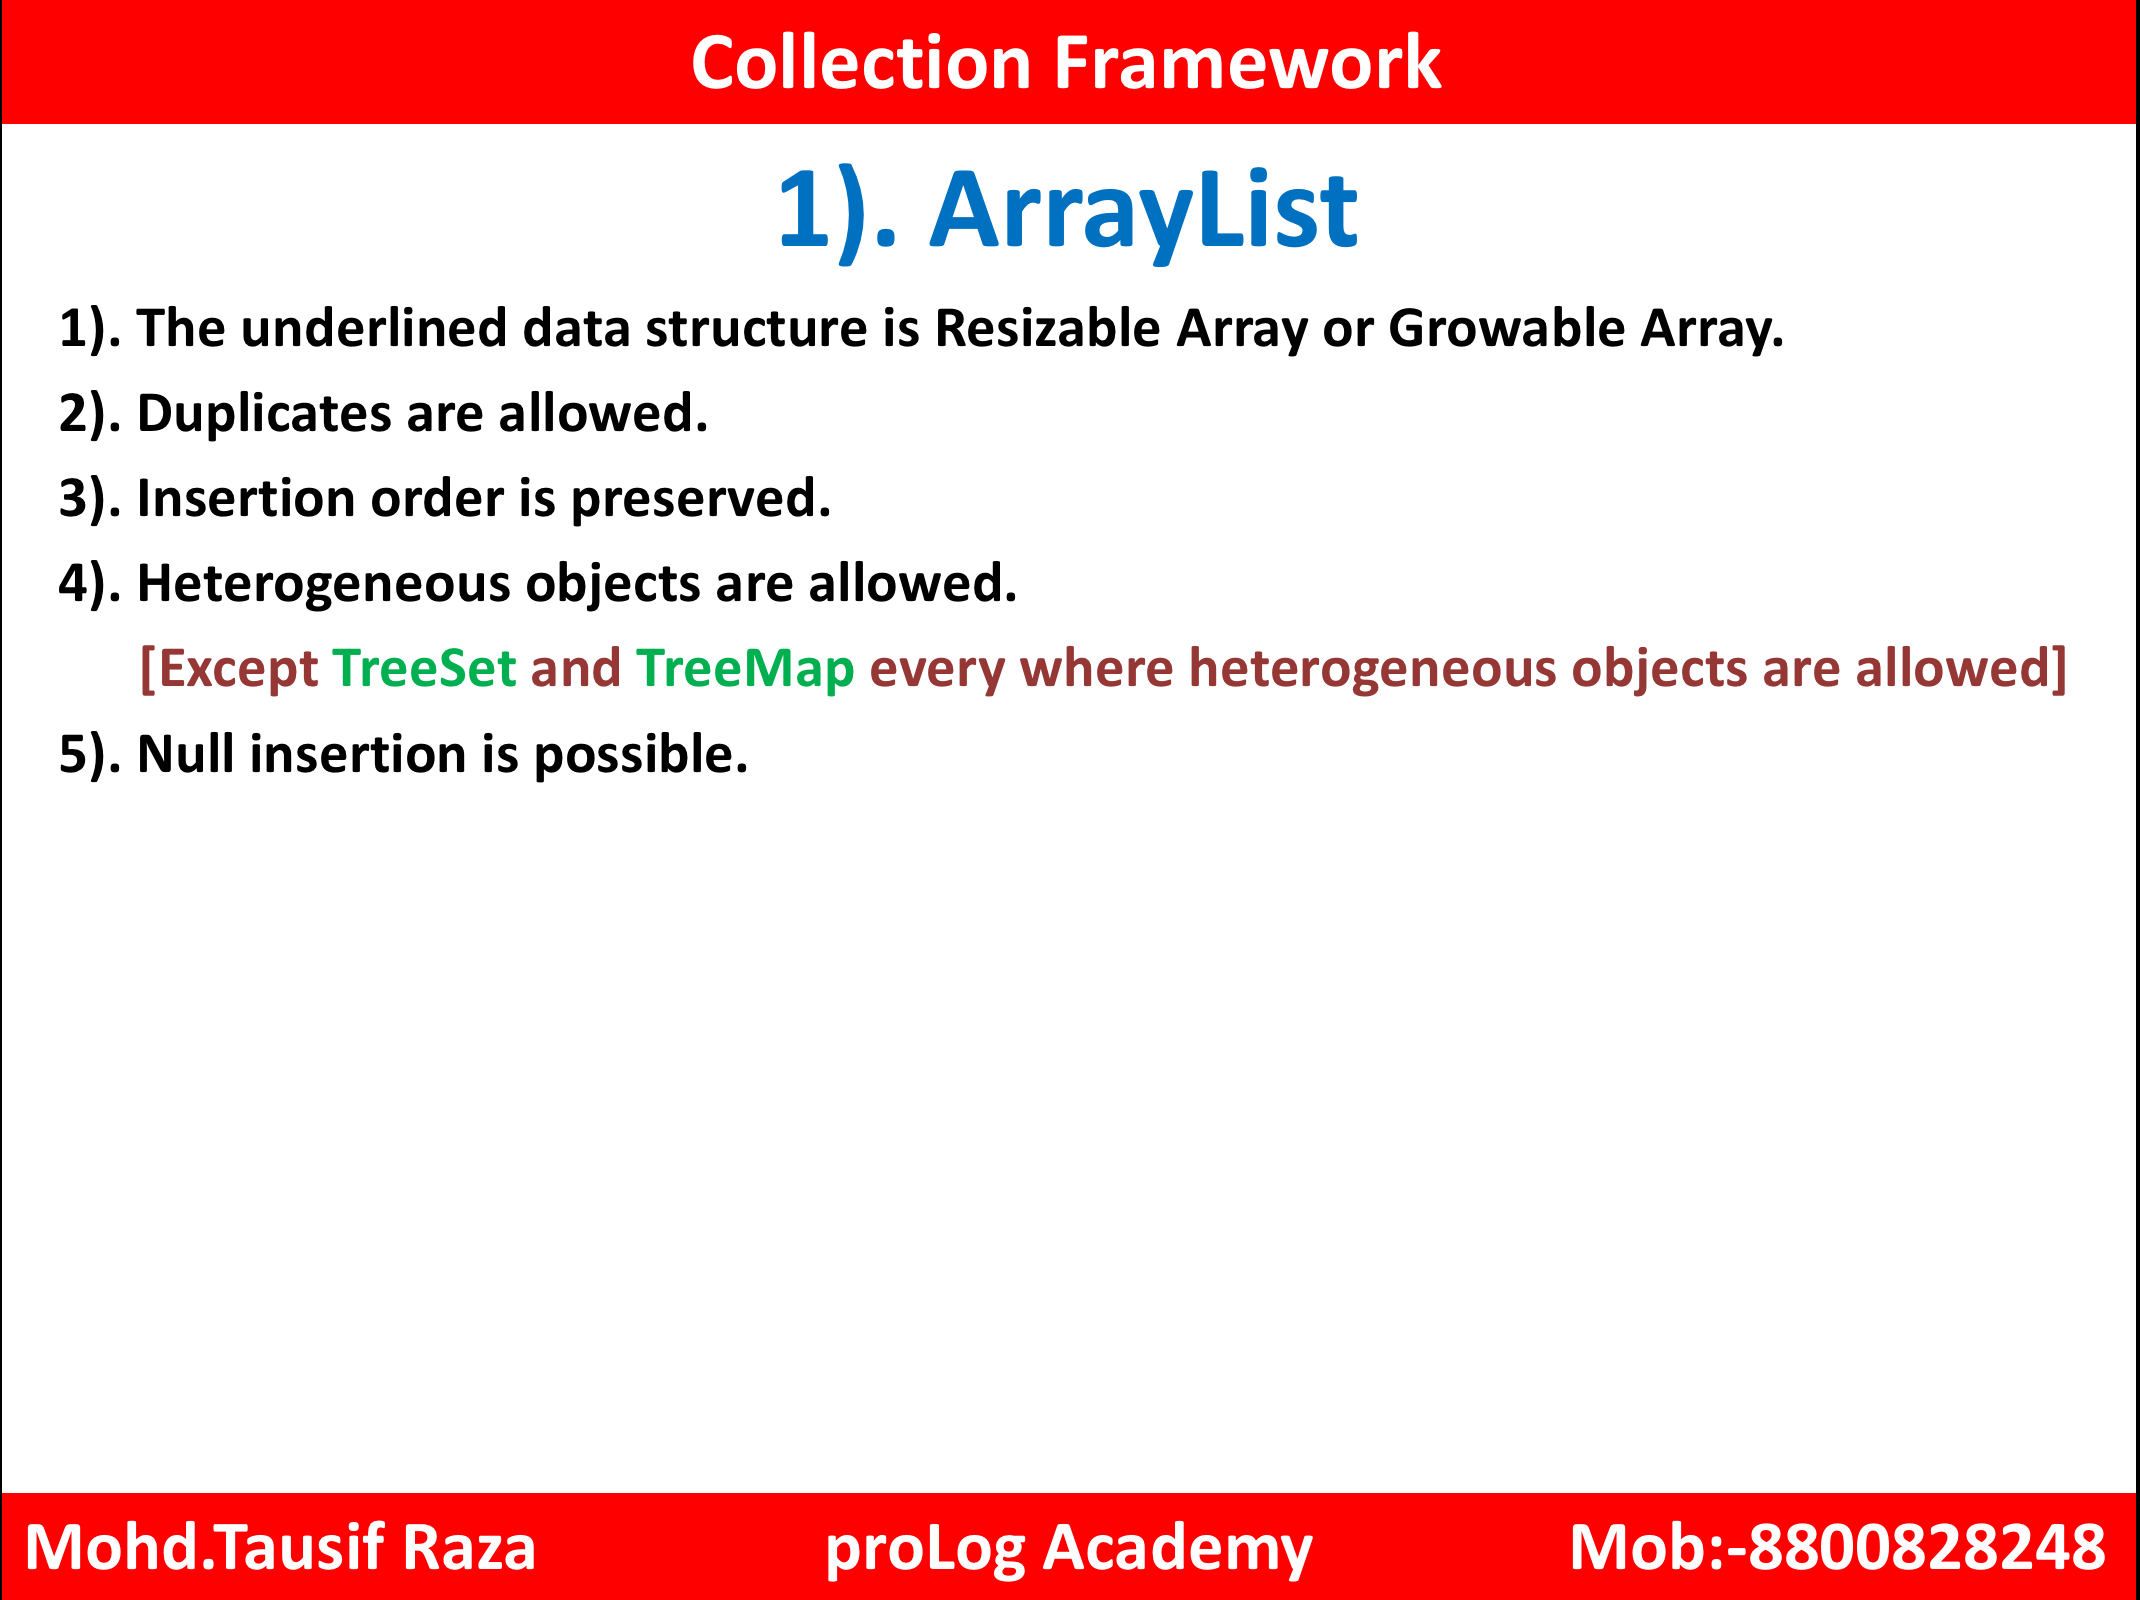 Collection Framework
1). ArrayList
1). The underlined data structure is Resizable Array or Growable Array.
2). Duplicates are allowed.
3). Insertion order is preserved.
4). Heterogeneous objects are allowed.
[Except TreeSet and TreeMap every where heterogeneous objects are allowed]
5). Null insertion is possible.
Mohd.Tausif Raza proLog Academy Mob:-8800828248